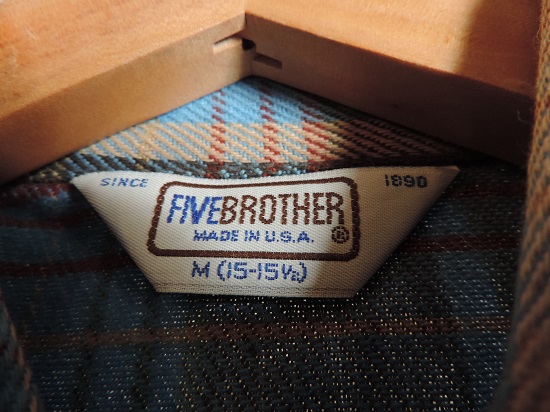 SINCE 1890
FIVEBROTHER
MADE IN U.S.A. ®
M (15-15½)